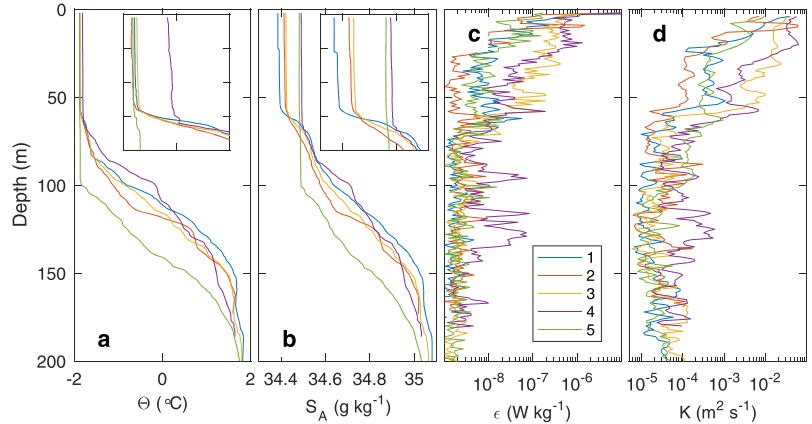 0
50
100
150
200
Depth (m)
a
b
c
d
1
2
3
4
5
-2 0 2
Θ (°C)
34.4 34.6 34.8 35
S_A (g kg⁻¹)
10⁻⁸ 10⁻⁷ 10⁻⁶
ϵ (W kg⁻¹)
10⁻⁵ 10⁻⁴ 10⁻³ 10⁻²
K (m² s⁻¹)